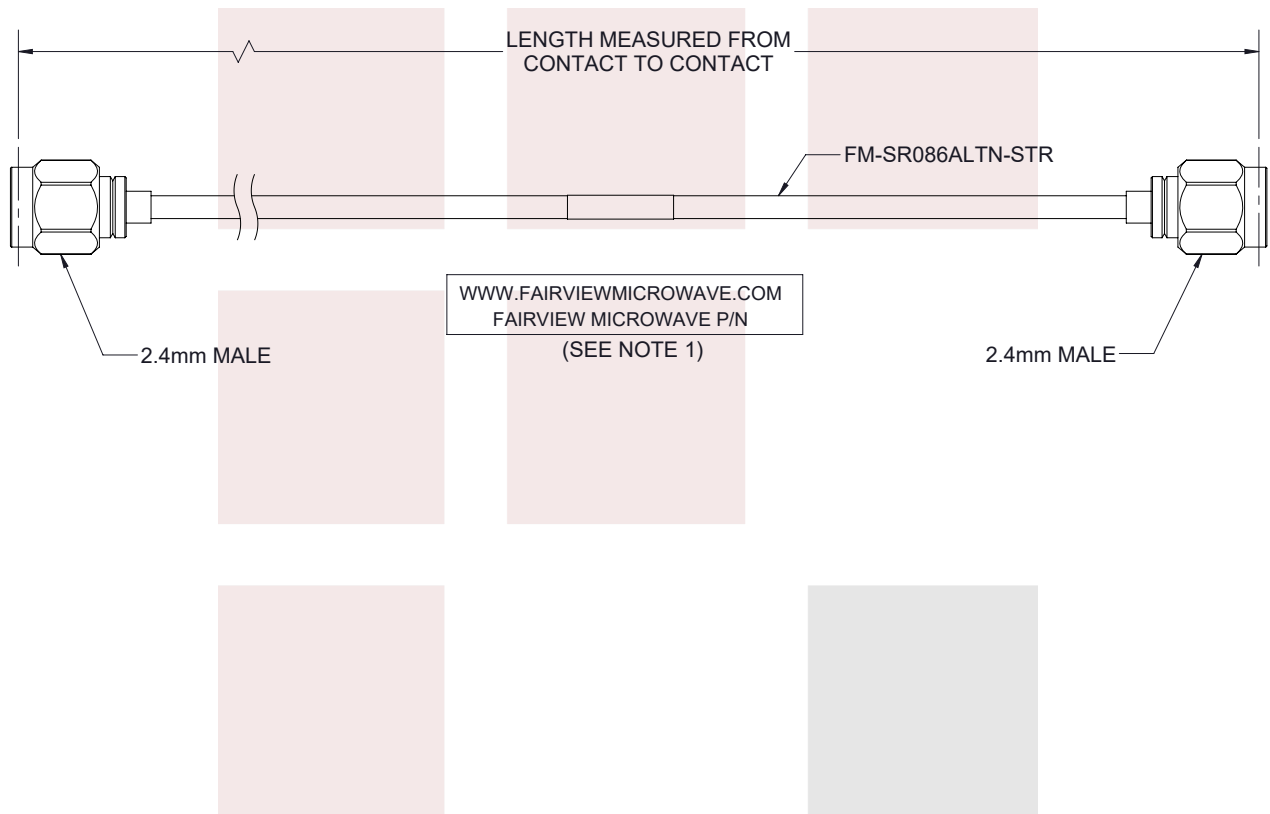 LENGTH MEASURED FROM
CONTACT TO CONTACT
FM-SR086ALTN-STR
WWW.FAIRVIEWMICROWAVE.COM
FAIRVIEW MICROWAVE P/N
(SEE NOTE 1)
2.4mm MALE
2.4mm MALE